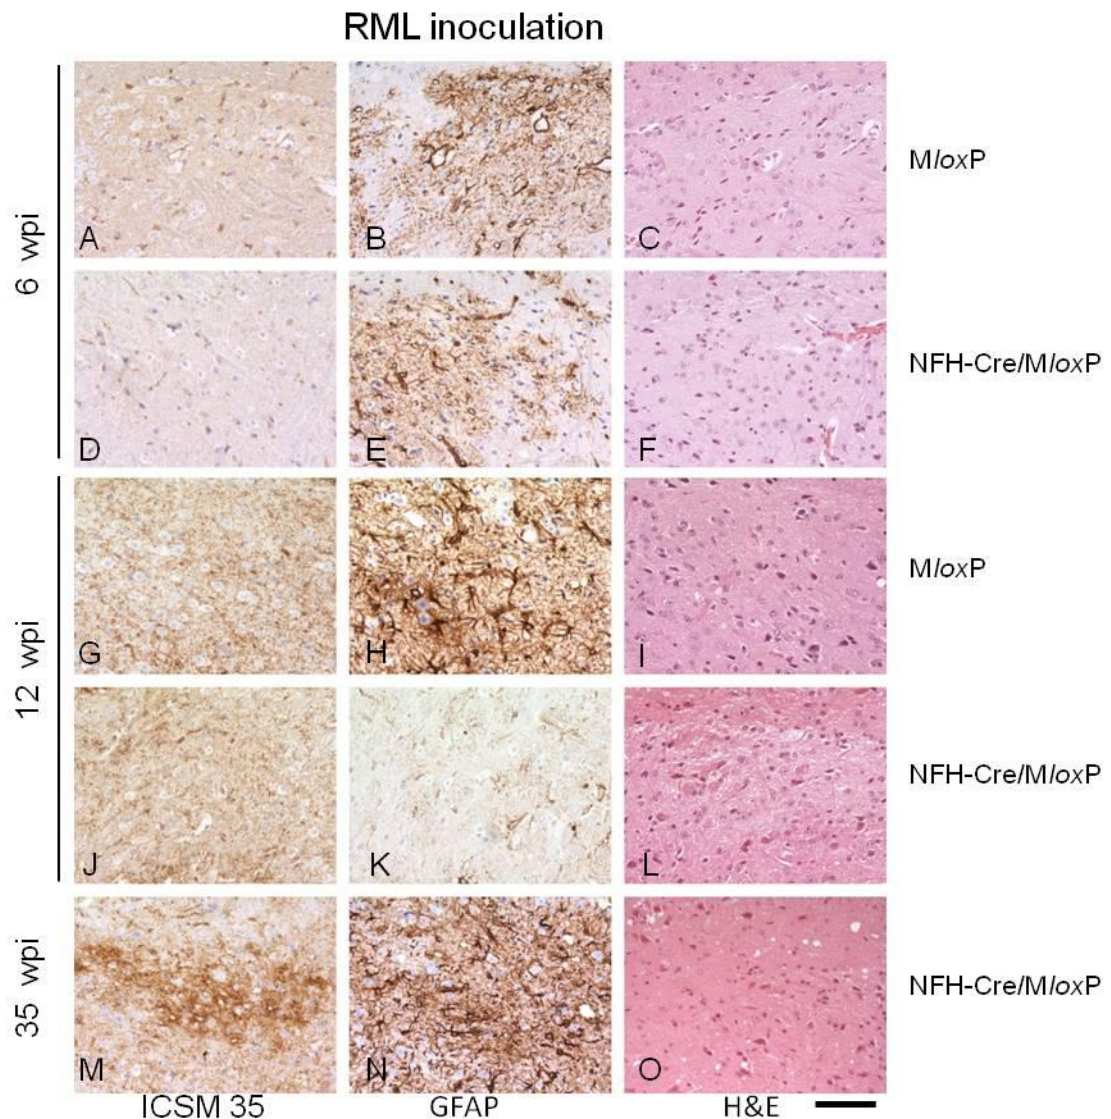 RML inoculation
6 wpi
A
B
C
MloxP
D
E
F
NFH-Cre/MloxP
12 wpi
G
H
I
MloxP
J
K
L
NFH-Cre/MloxP
35 wpi
M
N
O
NFH-Cre/MloxP
ICSM 35
GFAP
H&E